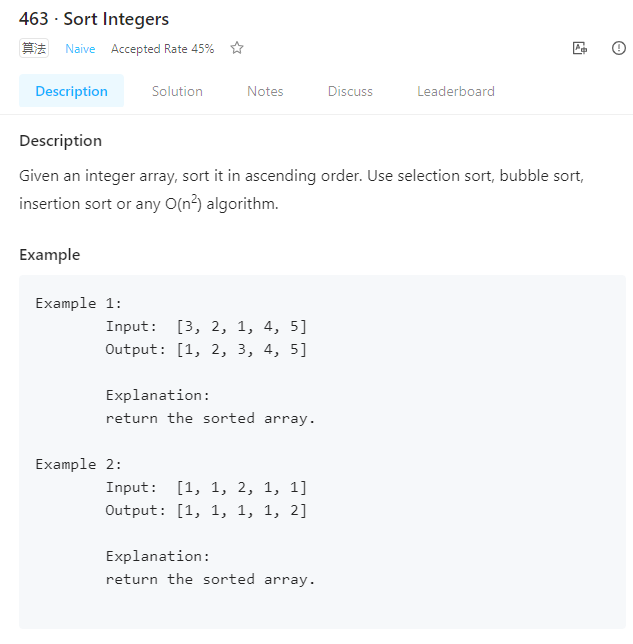 463 · Sort Integers
算法 Naive Accepted Rate 45%
Description Solution Notes Discuss Leaderboard
Description
Given an integer array, sort it in ascending order. Use selection sort, bubble sort,
insertion sort or any O(n²) algorithm.
Example
Example 1:
Input: [3, 2, 1, 4, 5]
Output: [1, 2, 3, 4, 5]
Explanation:
return the sorted array.
Example 2:
Input: [1, 1, 2, 1, 1]
Output: [1, 1, 1, 1, 2]
Explanation:
return the sorted array.